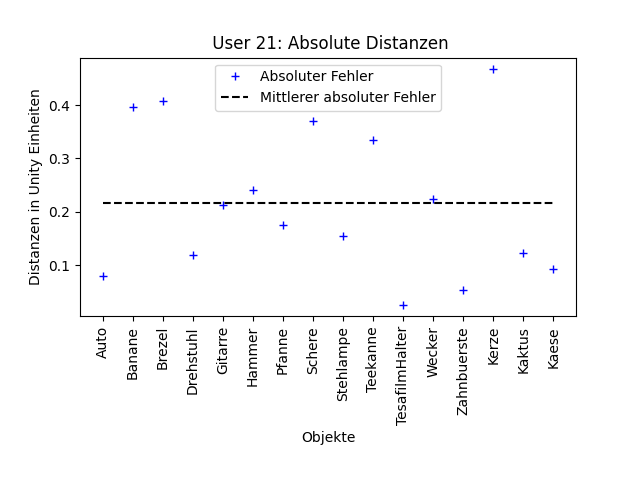 User 21: Absolute Distanzen
Absoluter Fehler
Mittlerer absoluter Fehler
Distanzen in Unity Einheiten
0.4
0.3
0.2
0.1
Auto
Banane
Brezel
Drehstuhl
Gitarre
Hammer
Pfanne
Schere
Stehlampe
Teekanne
TesafilmHalter
Wecker
Zahnbuerste
Kerze
Kaktus
Kaese
Objekte